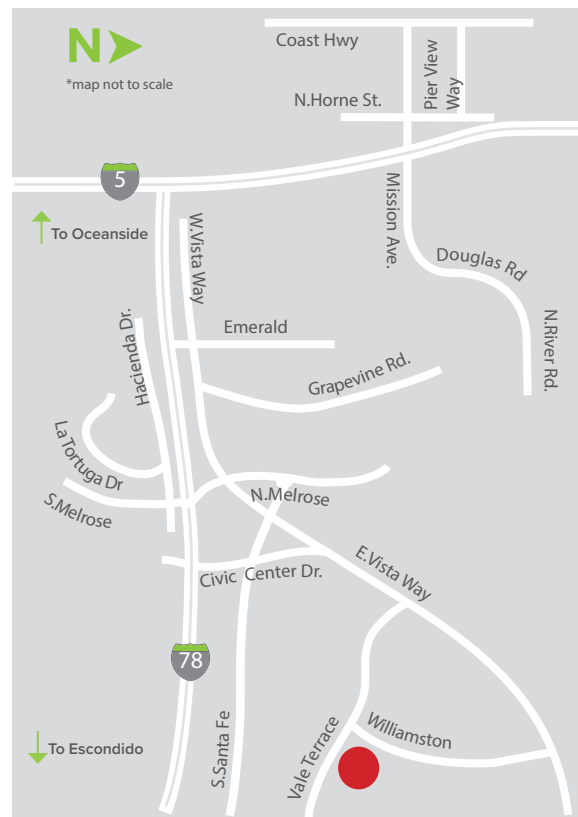 Coast Hwy
N
*map not to scale
Pier View
Way
N.Horne St.
5
To Oceanside
W.Vista Way
Mission Ave.
Douglas Rd
N.River Rd.
Emerald
Hacienda Dr.
Grapevine Rd.
La Tortuga Dr
S.Melrose
N.Melrose
E.Vista Way
Civic Center Dr.
78
To Escondido
S.Santa Fe
Vale Terrace
Williamston